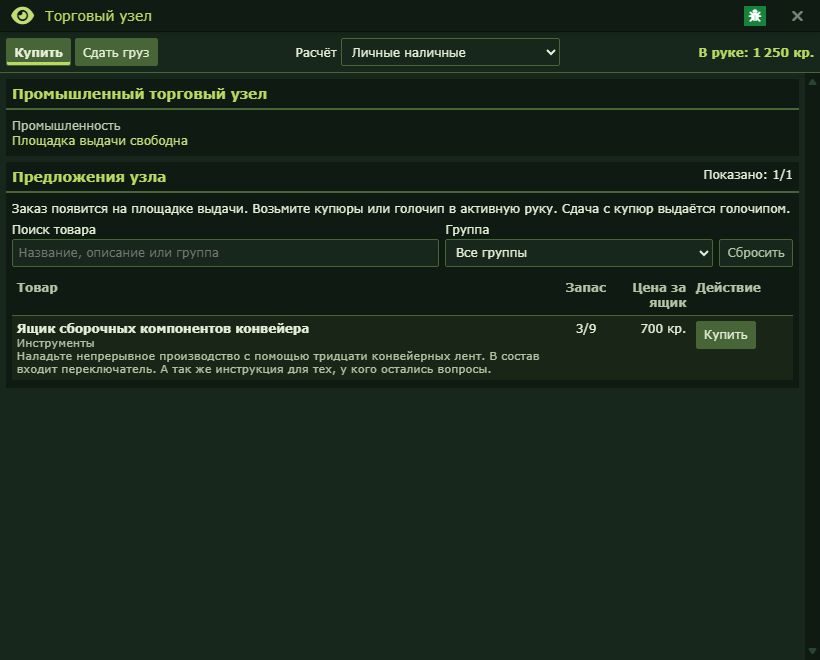 Торговый узел
Купить
Сдать груз
Расчёт
Личные наличные
В руке: 1 250 кр.
Промышленный торговый узел
Промышленность
Площадка выдачи свободна
Предложения узла
Показано: 1/1
Заказ появится на площадке выдачи. Возьмите купюры или голочип в активную руку. Сдача с купюр выдаётся голочипом.
Поиск товара
Группа
Название, описание или группа
Все группы
Сбросить
Товар
Запас
Цена за
ящик
Действие
Ящик сборочных компонентов конвейера
3/9
700 кр.
Купить
Инструменты
Наладьте непрерывное производство с помощью тридцати конвейерных лент. В состав
входит переключатель. А так же инструкция для тех, у кого остались вопросы.